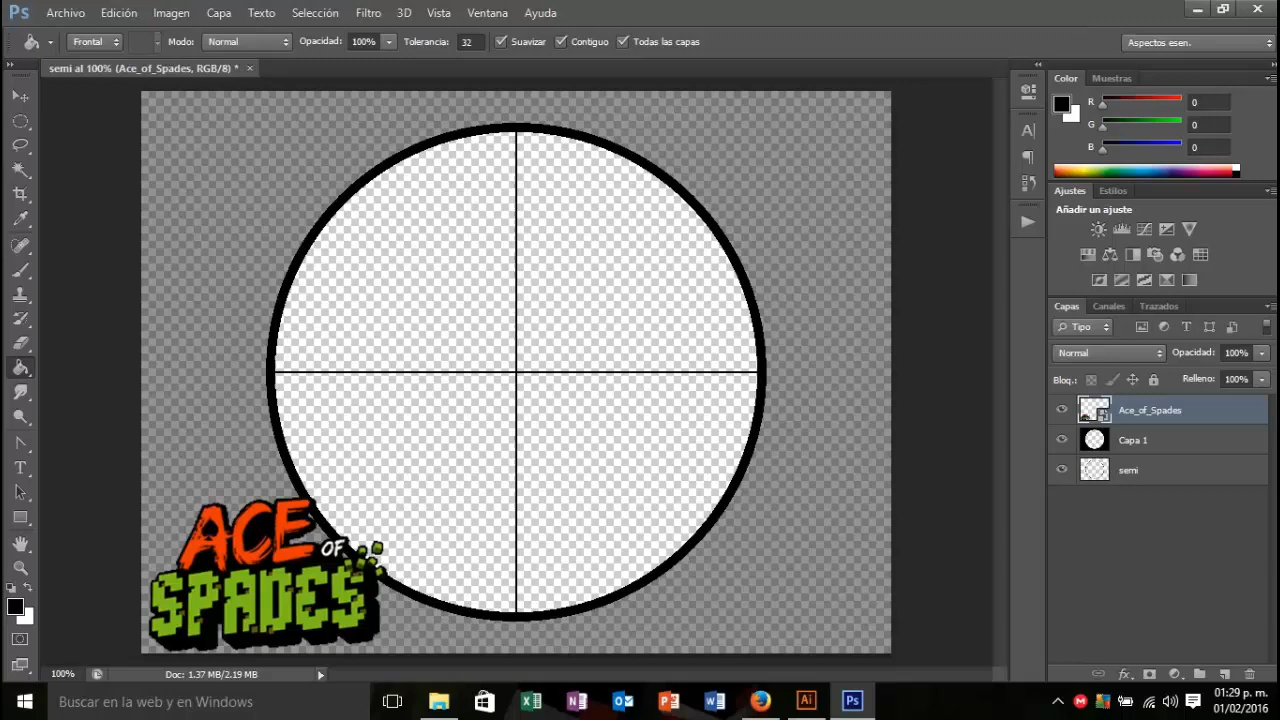 Ps Archivo Edición Imagen Capa Texto Selección Filtro 3D Vista Ventana Ayuda
Frontal Modo: Normal Opacidad: 100% Tolerancia: 32 Suavizar Contiguo Todas las capas Aspectos esen.
semi al 100% (Ace_of_Spades, RGB/8) * ×
Color Muestras
R 0
G 0
B 0
Ajustes Estilos
Añadir un ajuste
Capas Canales Trazados
Tipo
Normal Opacidad: 100%
Bloq.: Relleno: 100%
Ace_of_Spades
Capa 1
semi
ACE
OF
SPADES
100% Doc: 1.37 MB/2.19 MB
Buscar en la web y en Windows
01:29 p. m.
01/02/2016